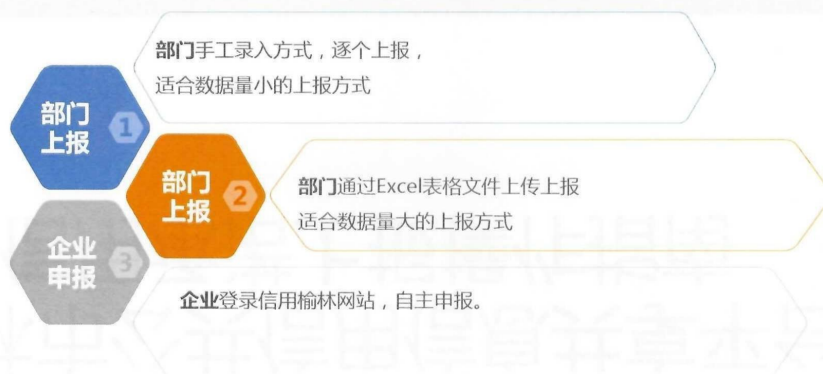 部门手工录入方式，逐个上报，
适合数据量小的上报方式
部门
上报
1
部门
上报
2
部门通过Excel表格文件上传上报
适合数据量大的上报方式
企业
申报
3
企业登录信用榆林网站，自主申报。